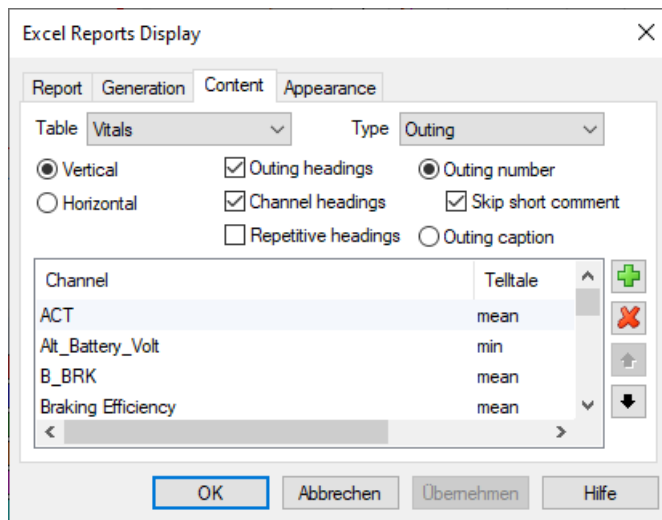 Excel Reports Display
Report Generation Content Appearance
Table Vitals Type Outing
Vertical Outing headings Outing number
Horizontal Channel headings Skip short comment
Repetitive headings Outing caption
Channel Telltale
ACT mean
Alt_Battery_Volt min
B_BRK mean
Braking Efficiency mean
OK Abbrechen Übernehmen Hilfe